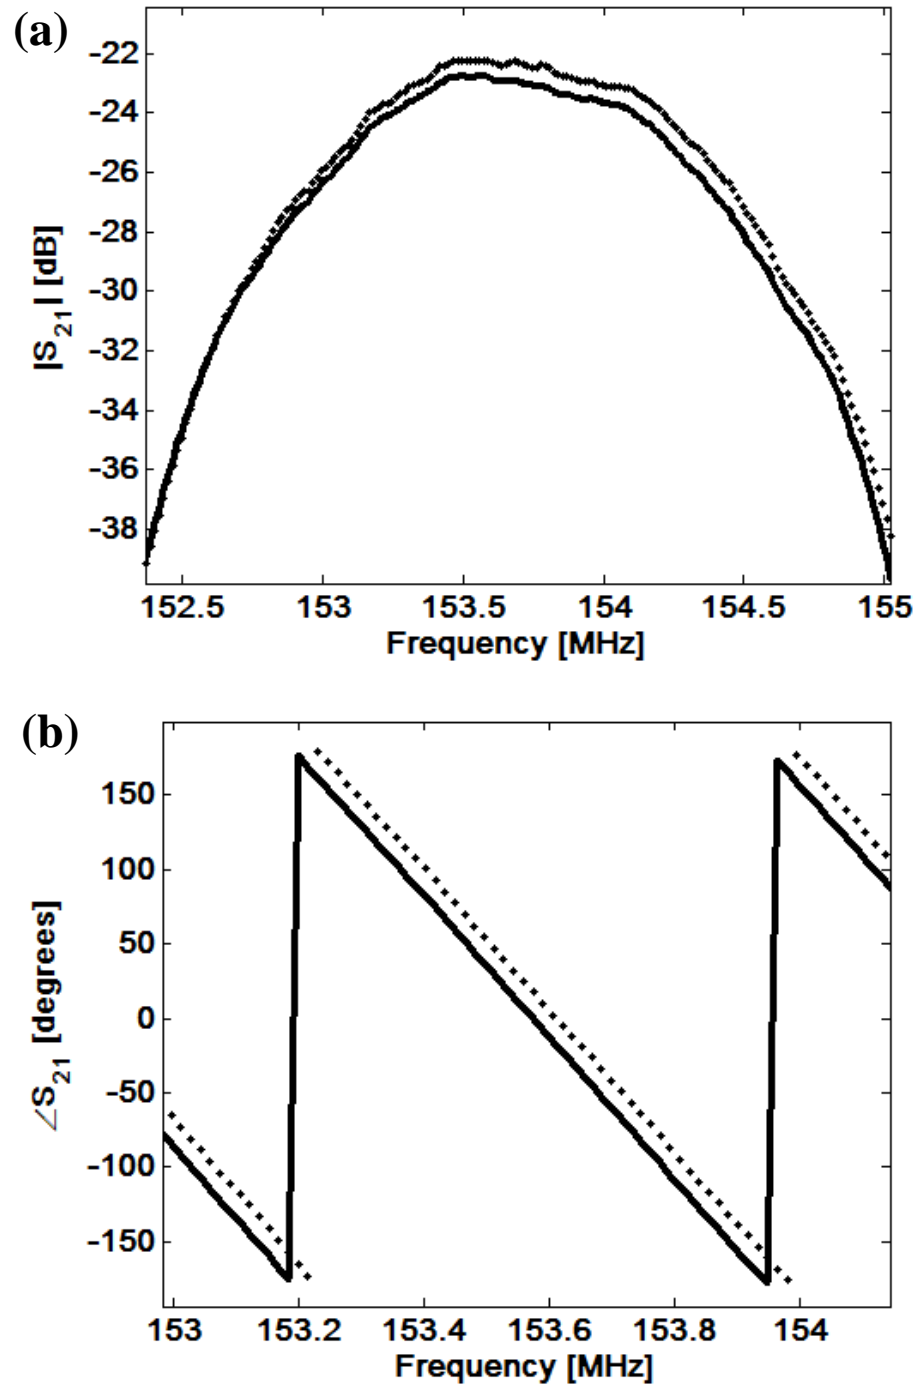 (a)
-22
-24
-26
-28
-30
-32
-34
-36
-38
|S21| [dB]
152.5 153 153.5 154 154.5 155
Frequency [MHz]
(b)
150
100
50
0
-50
-100
-150
∠S21 [degrees]
153 153.2 153.4 153.6 153.8 154
Frequency [MHz]